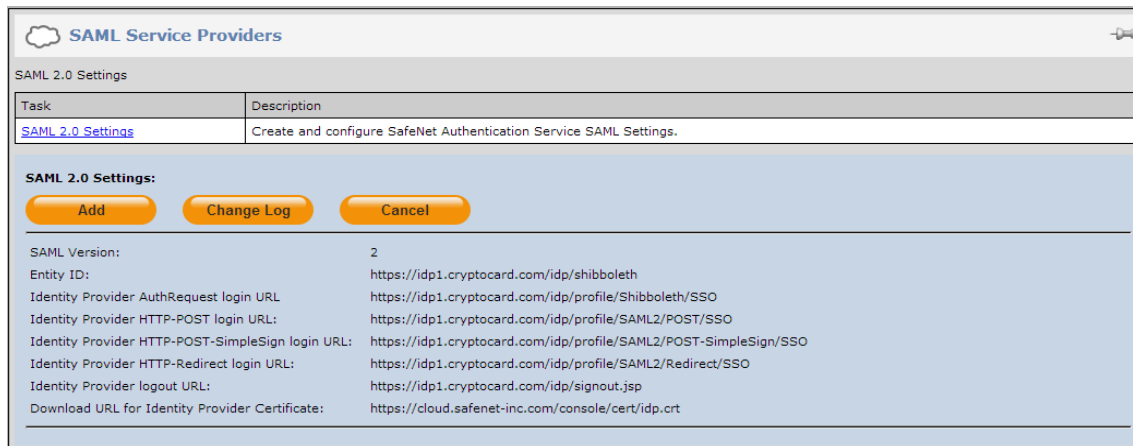 SAML Service Providers
SAML 2.0 Settings
Task Description
SAML 2.0 Settings Create and configure SafeNet Authentication Service SAML Settings.
SAML 2.0 Settings:
Add Change Log Cancel
SAML Version: 2
Entity ID: https://idp1.cryptocard.com/idp/shibboleth
Identity Provider AuthRequest login URL https://idp1.cryptocard.com/idp/profile/Shibboleth/SSO
Identity Provider HTTP-POST login URL: https://idp1.cryptocard.com/idp/profile/SAML2/POST/SSO
Identity Provider HTTP-POST-SimpleSign login URL: https://idp1.cryptocard.com/idp/profile/SAML2/POST-SimpleSign/SSO
Identity Provider HTTP-Redirect login URL: https://idp1.cryptocard.com/idp/profile/SAML2/Redirect/SSO
Identity Provider logout URL: https://idp1.cryptocard.com/idp/signout.jsp
Download URL for Identity Provider Certificate: https://cloud.safenet-inc.com/console/cert/idp.crt